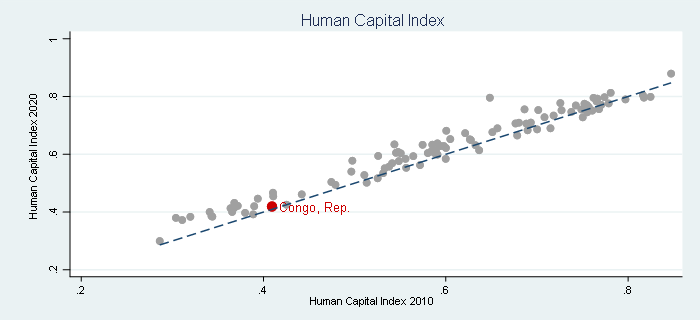 Human Capital Index
Human Capital Index 2020
1
.8
.6
.4
.2
Congo, Rep.
.2 .4 .6 .8
Human Capital Index 2010